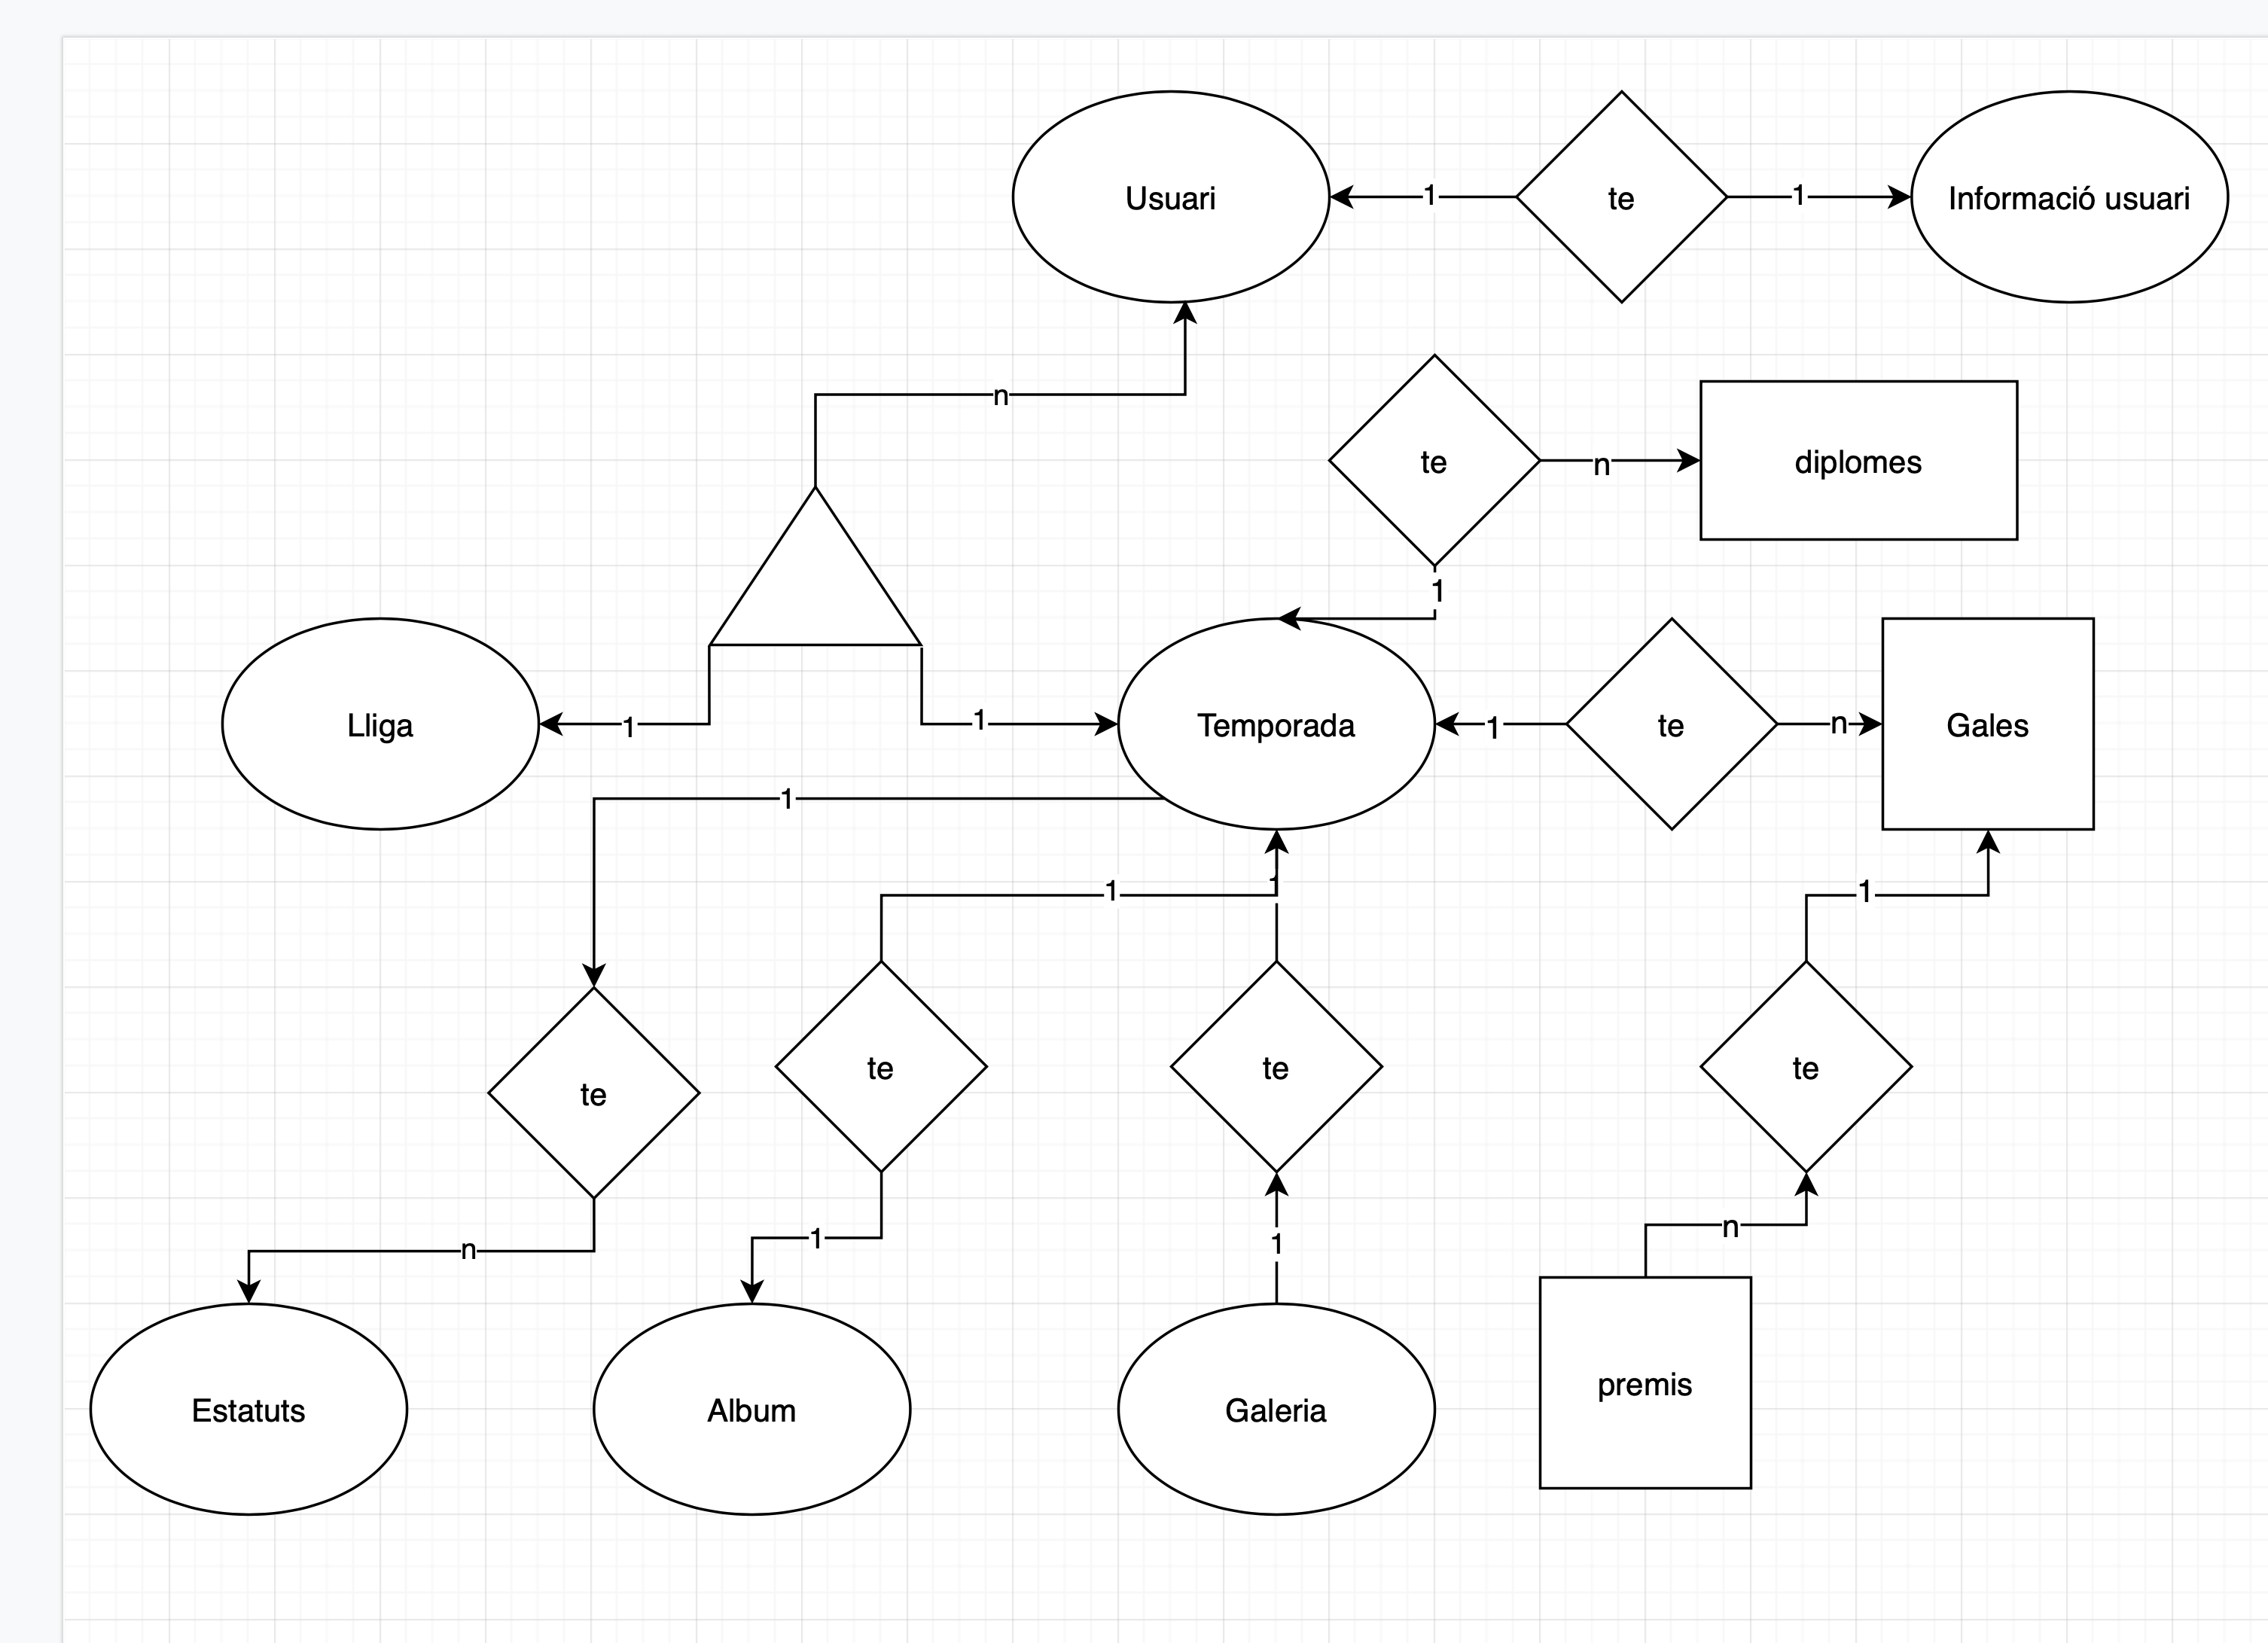 Usuari
1
te
1
Informació usuari
n
te
n
diplomes
1
Lliga
1
1
Temporada
1
te
n
Gales
1
1
1
1
te
te
te
te
n
1
1
n
Estatuts
Album
Galeria
premis